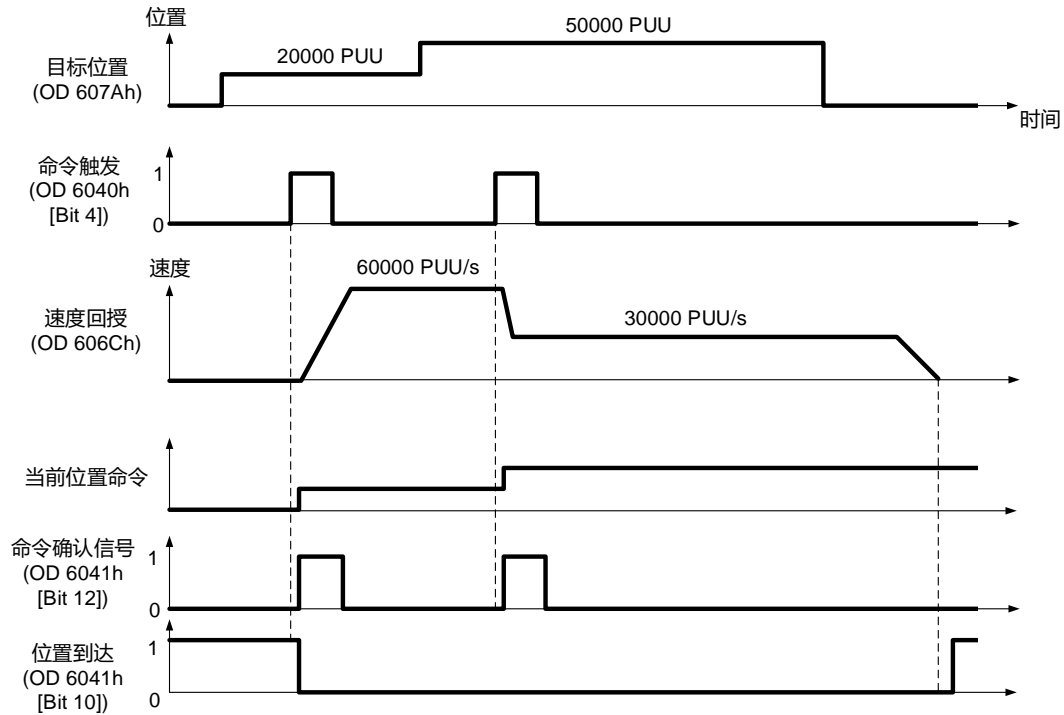 位置
50000 PUU
20000 PUU
目标位置
(OD 607Ah)
时间
命令触发
(OD 6040h
[Bit 4])
1
0
速度
60000 PUU/s
速度回授
(OD 606Ch)
30000 PUU/s
当前位置命令
命令确认信号
(OD 6041h
[Bit 12])
1
0
位置到达
(OD 6041h
[Bit 10])
1
0